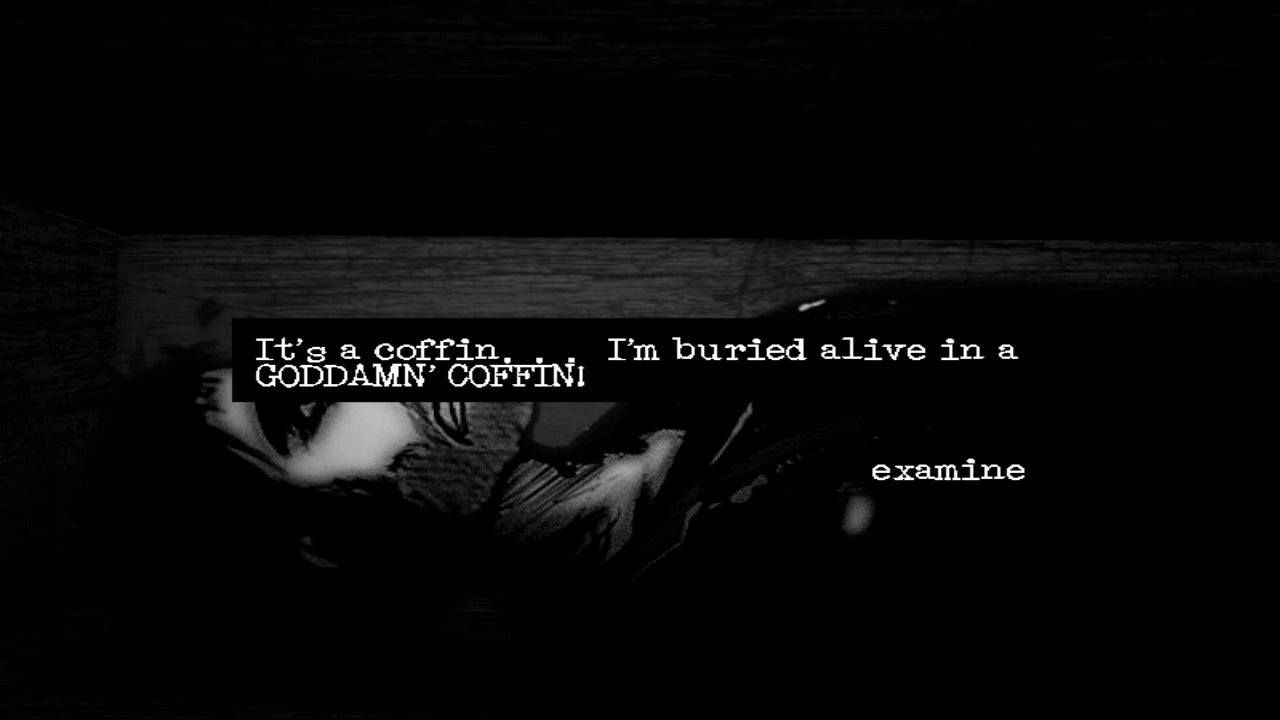 It's a coffin. . .  I'm buried alive in a
GODDAMN' COFFIN!
examine